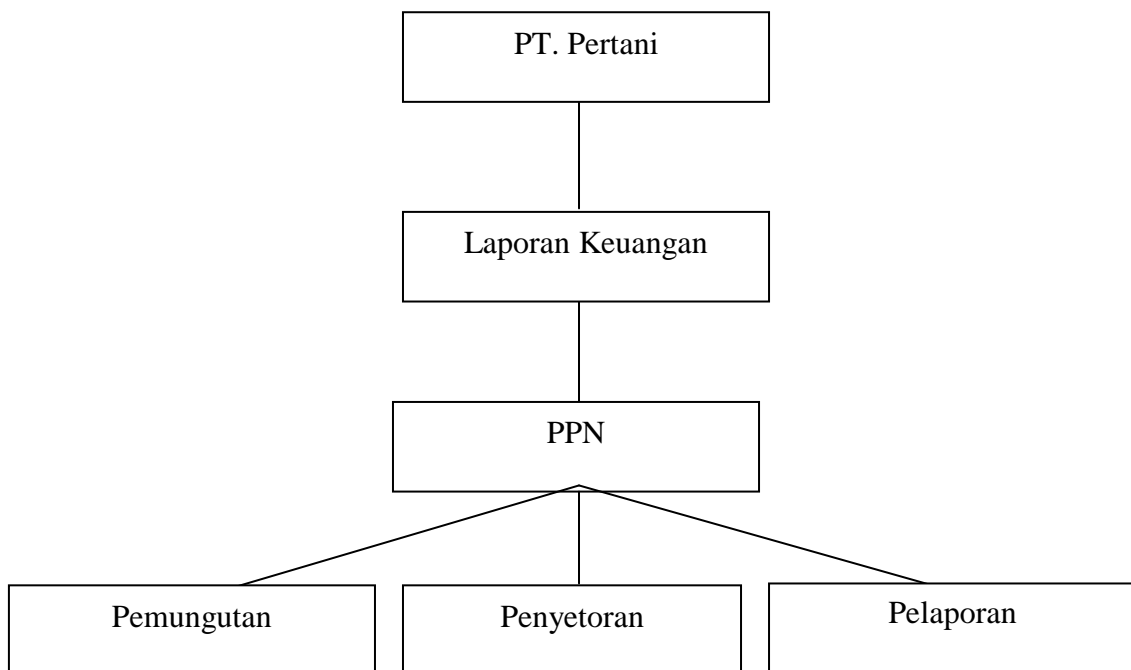 PT. Pertani
Laporan Keuangan
PPN
Pemungutan
Penyetoran
Pelaporan